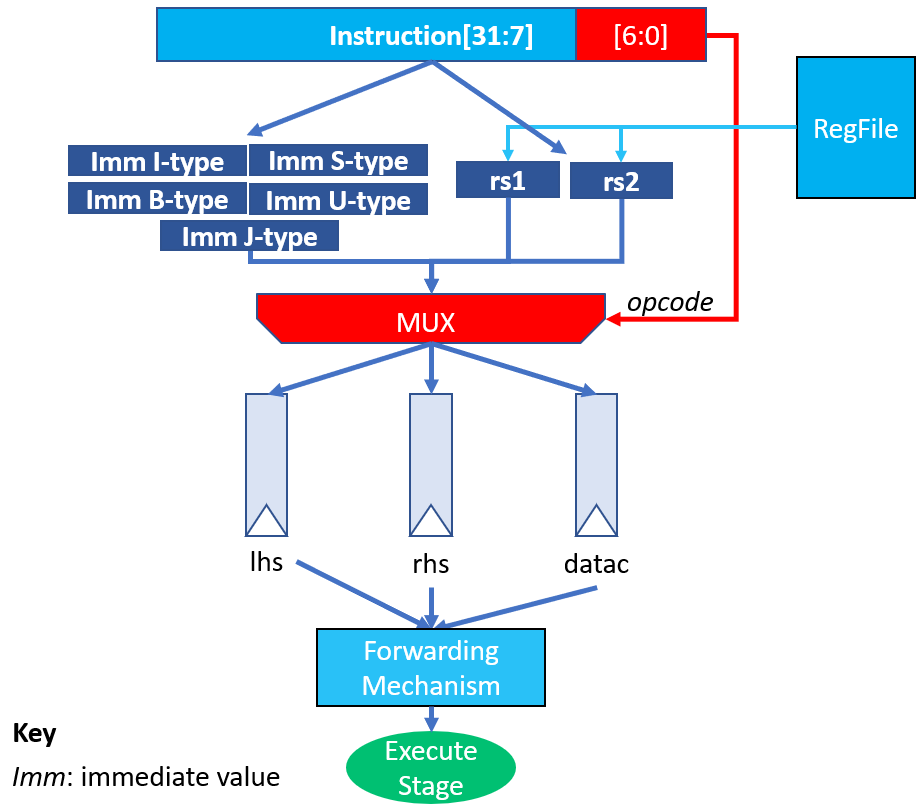 Instruction[31:7]
[6:0]
RegFile
Imm I-type
Imm S-type
rs1
rs2
Imm B-type
Imm U-type
Imm J-type
opcode
MUX
lhs
rhs
datac
Forwarding
Mechanism
Key
Imm: immediate value
Execute
Stage